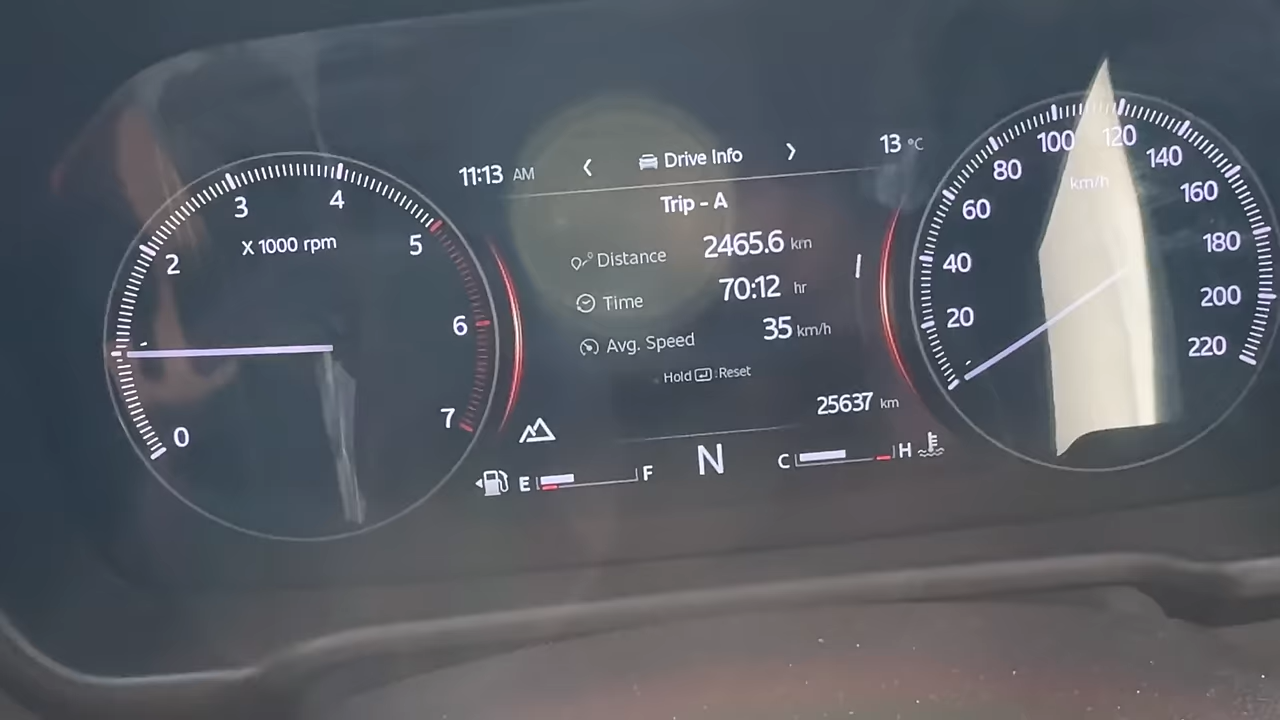 11:13 AM
‹ Drive Info ›
13 °C
Trip - A
Distance 2465.6 km
Time 70:12 hr
Avg. Speed 35 km/h
Hold : Reset
25637 km
E F
N
C H
0
2
3
4
5
6
7
X 1000 rpm
20
40
60
80
100
120
140
160
180
200
220
km/h